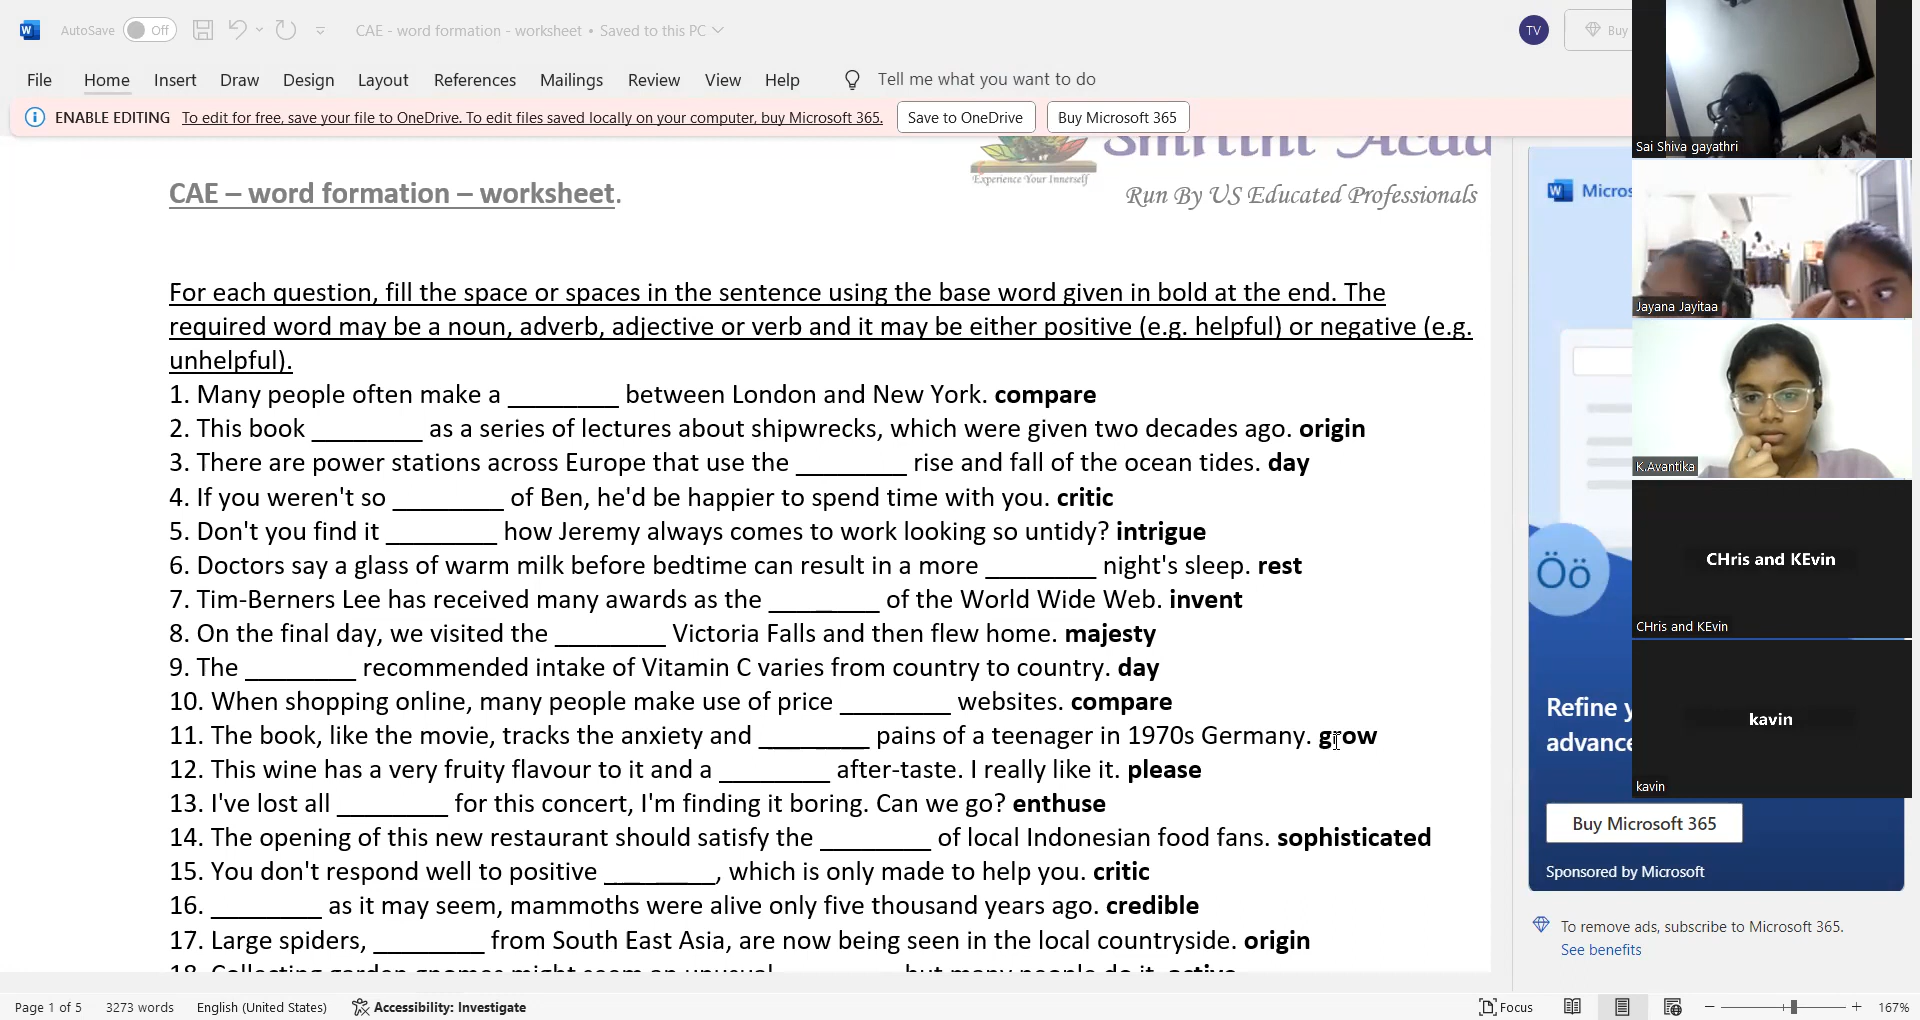 AutoSave Off CAE - word formation - worksheet • Saved to this PC TV Buy
File Home Insert Draw Design Layout References Mailings Review View Help Tell me what you want to do
ENABLE EDITING To edit for free, save your file to OneDrive. To edit files saved locally on your computer, buy Microsoft 365. Save to OneDrive Buy Microsoft 365
Experience Your Innerself
CAE – word formation – worksheet.
Run By US Educated Professionals
For each question, fill the space or spaces in the sentence using the base word given in bold at the end. The
required word may be a noun, adverb, adjective or verb and it may be either positive (e.g. helpful) or negative (e.g.
unhelpful).
1. Many people often make a ________ between London and New York. compare
2. This book ________ as a series of lectures about shipwrecks, which were given two decades ago. origin
3. There are power stations across Europe that use the ________ rise and fall of the ocean tides. day
4. If you weren't so ________ of Ben, he'd be happier to spend time with you. critic
5. Don't you find it ________ how Jeremy always comes to work looking so untidy? intrigue
6. Doctors say a glass of warm milk before bedtime can result in a more ________ night's sleep. rest
7. Tim-Berners Lee has received many awards as the ________ of the World Wide Web. invent
8. On the final day, we visited the ________ Victoria Falls and then flew home. majesty
9. The ________ recommended intake of Vitamin C varies from country to country. day
10. When shopping online, many people make use of price ________ websites. compare
11. The book, like the movie, tracks the anxiety and ________ pains of a teenager in 1970s Germany. grow
12. This wine has a very fruity flavour to it and a ________ after-taste. I really like it. please
13. I've lost all ________ for this concert, I'm finding it boring. Can we go? enthuse
14. The opening of this new restaurant should satisfy the ________ of local Indonesian food fans. sophisticated
15. You don't respond well to positive ________, which is only made to help you. critic
16. ________ as it may seem, mammoths were alive only five thousand years ago. credible
17. Large spiders, ________ from South East Asia, are now being seen in the local countryside. origin
18. Collecting garden gnomes might seem an unusual ________, but many people do it. active
Micros
Öö
Refine y
advance
Buy Microsoft 365
Sponsored by Microsoft
To remove ads, subscribe to Microsoft 365.
See benefits
Sai Shiva gayathri
Jayana Jayitaa
K.Avantika
CHris and KEvin
CHris and KEvin
kavin
kavin
Page 1 of 5 3273 words English (United States) Accessibility: Investigate Focus 167%